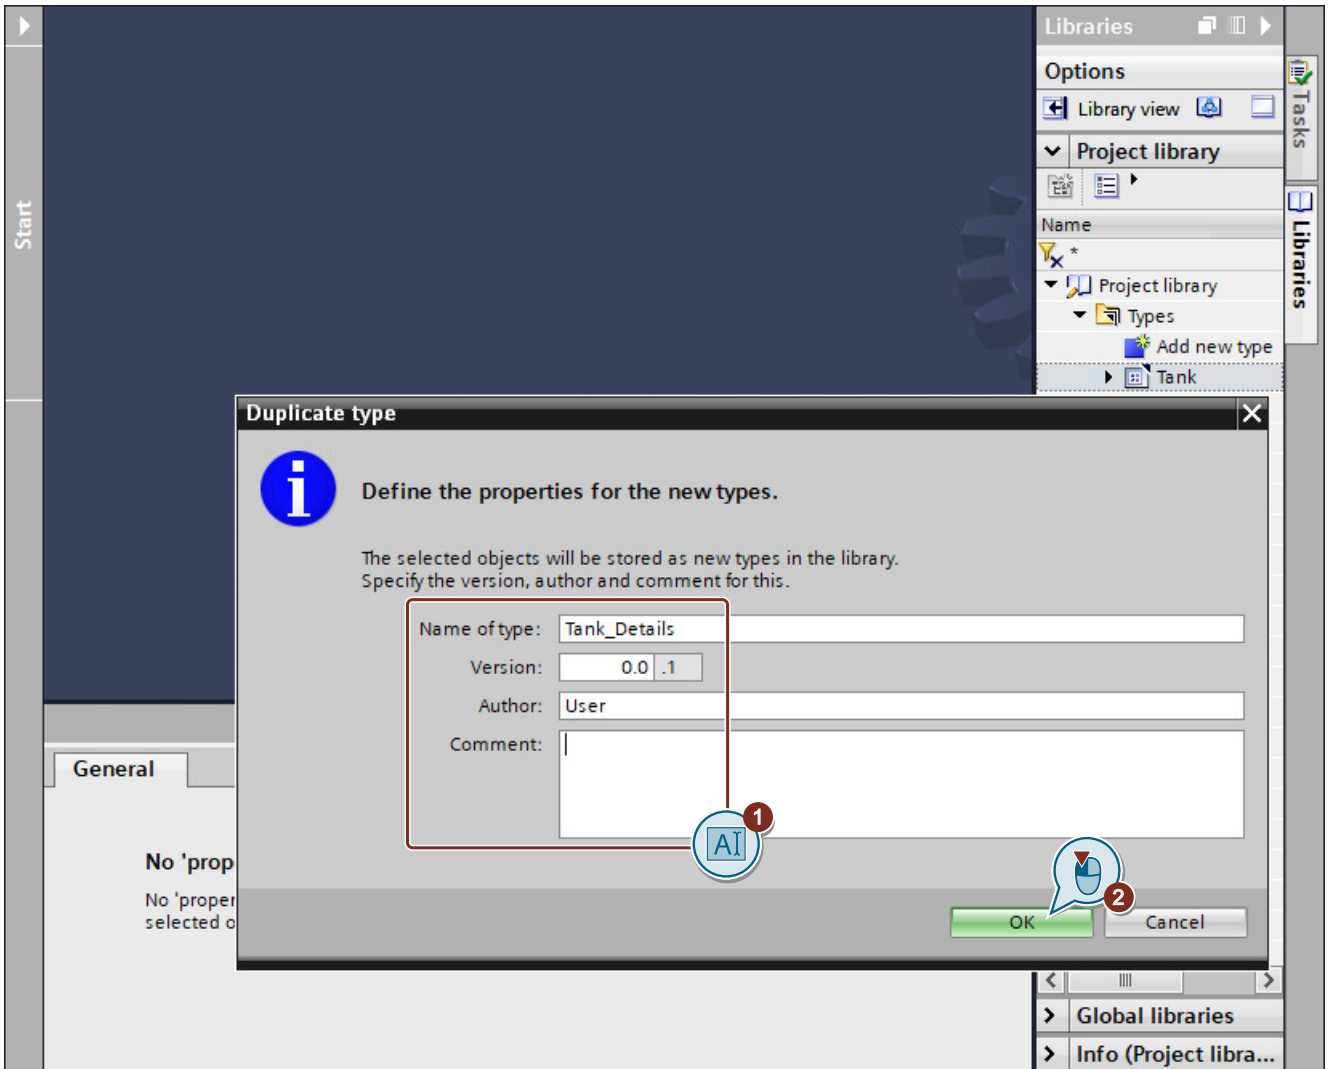 Libraries
Options
Library view
Project library
Name
*
Project library
Types
Add new type
Tank
Tasks
Libraries
Start
Duplicate type
Define the properties for the new types.
The selected objects will be stored as new types in the library.
Specify the version, author and comment for this.
Name of type: Tank_Details
Version: 0.0 .1
Author: User
Comment:
AI
1
2
OK
Cancel
General
No 'prop
No 'proper
selected o
Global libraries
Info (Project libra...